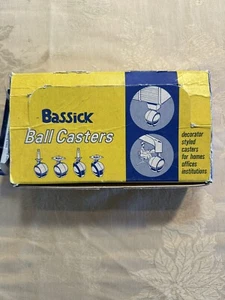 BASSICK
Ball Casters
decorator
styled
casters
for homes
offices
institutions